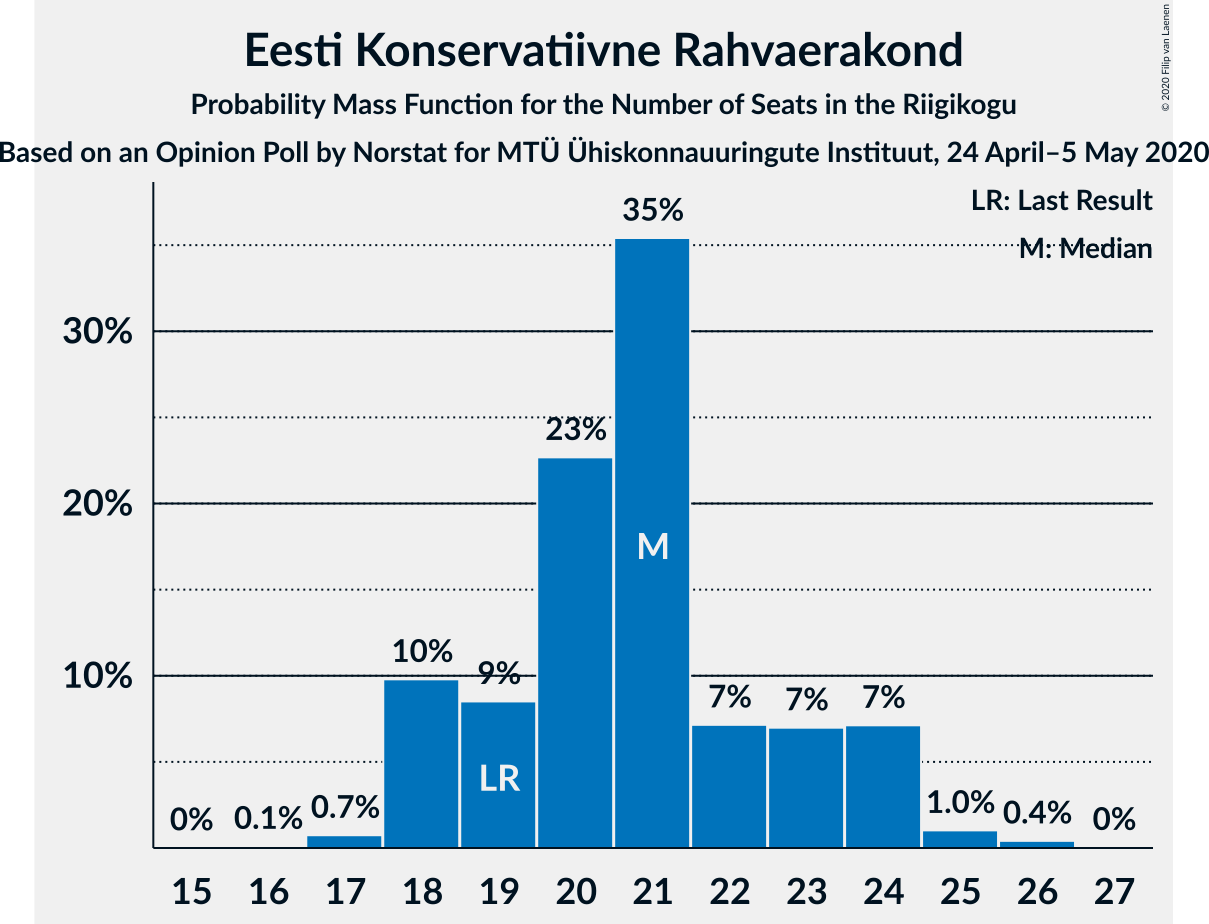 Eesti Konservatiivne Rahvaerakond
Probability Mass Function for the Number of Seats in the Riigikogu
Based on an Opinion Poll by Norstat for MTÜ Ühiskonnauuringute Instituut, 24 April–5 May 2020
© 2020 Filip van Laenen
LR: Last Result
M: Median
35%
30%
23%
20%
M
10%
9%
10%
7%
7%
7%
LR
0%
0.1%
0.7%
1.0%
0.4%
0%
15 16 17 18 19 20 21 22 23 24 25 26 27